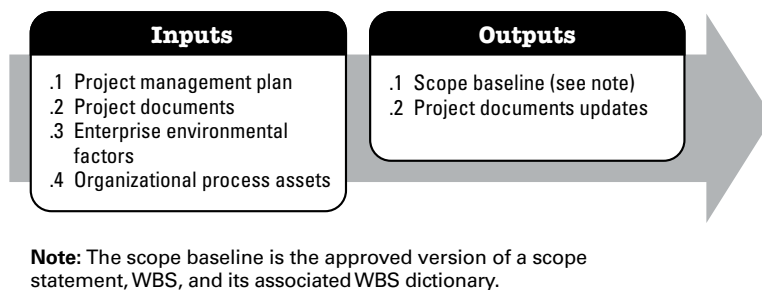 Inputs
.1 Project management plan
.2 Project documents
.3 Enterprise environmental
factors
.4 Organizational process assets
Outputs
.1 Scope baseline (see note)
.2 Project documents updates
Note: The scope baseline is the approved version of a scope
statement, WBS, and its associated WBS dictionary.